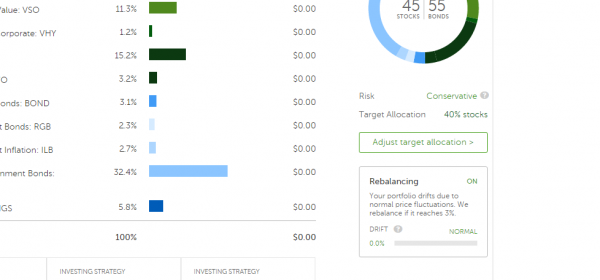 Value: VSO 11.3% $0.00
orporate: VHY 1.2% $0.00
15.2% $0.00
O 3.2% $0.00
onds: BOND 3.1% $0.00
t Bonds: RGB 2.3% $0.00
t Inflation: ILB 2.7% $0.00
rnment Bonds: 32.4% $0.00
IGS 5.8% $0.00
100% $0.00
INVESTING STRATEGY INVESTING STRATEGY
45 55
STOCKS BONDS
Risk Conservative ?
Target Allocation 40% stocks
Adjust target allocation >
Rebalancing ON
Your portfolio drifts due to
normal price fluctuations. We
rebalance if it reaches 3%.
DRIFT ? NORMAL
0.0%